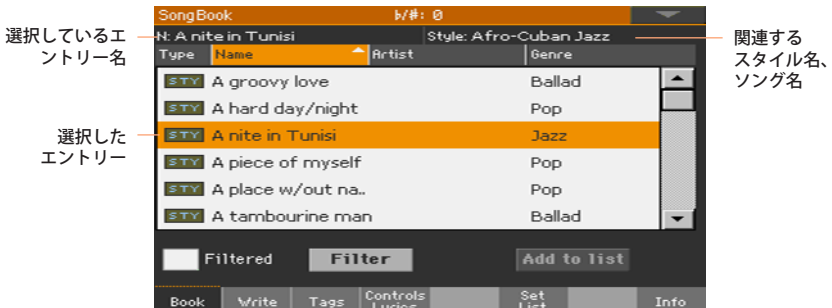 SongBook ♭/#: 0
選択しているエ
ントリー名
N: A nite in Tunisi Style: Afro-Cuban Jazz
関連する
スタイル名、
ソング名
Type Name Artist Genre
STY A groovy love Ballad
STY A hard day/night Pop
選択した
エントリー
STY A nite in Tunisi Jazz
STY A piece of myself Pop
STY A place w/out na.. Pop
STY A tambourine man Ballad
Filtered Filter Add to list
Book Write Tags Controls Set Info
Lyrics List